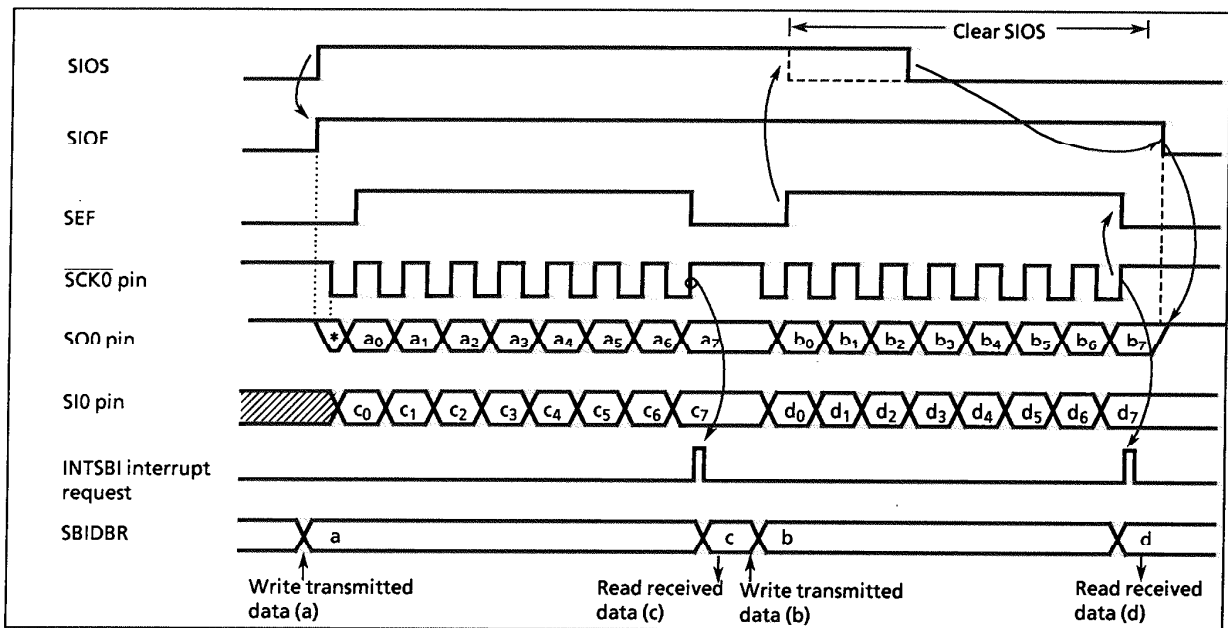 Clear SIOS
SIOS
SIOF
SEF
SCK0 pin
SO0 pin
* a0 a1 a2 a3 a4 a5 a6 a7 b0 b1 b2 b3 b4 b5 b6 b7
SI0 pin
c0 c1 c2 c3 c4 c5 c6 c7 d0 d1 d2 d3 d4 d5 d6 d7
INTSBI interrupt
request
SBIDBR
a c b d
Write transmitted
data (a)
Read received
data (c)
Write transmitted
data (b)
Read received
data (d)